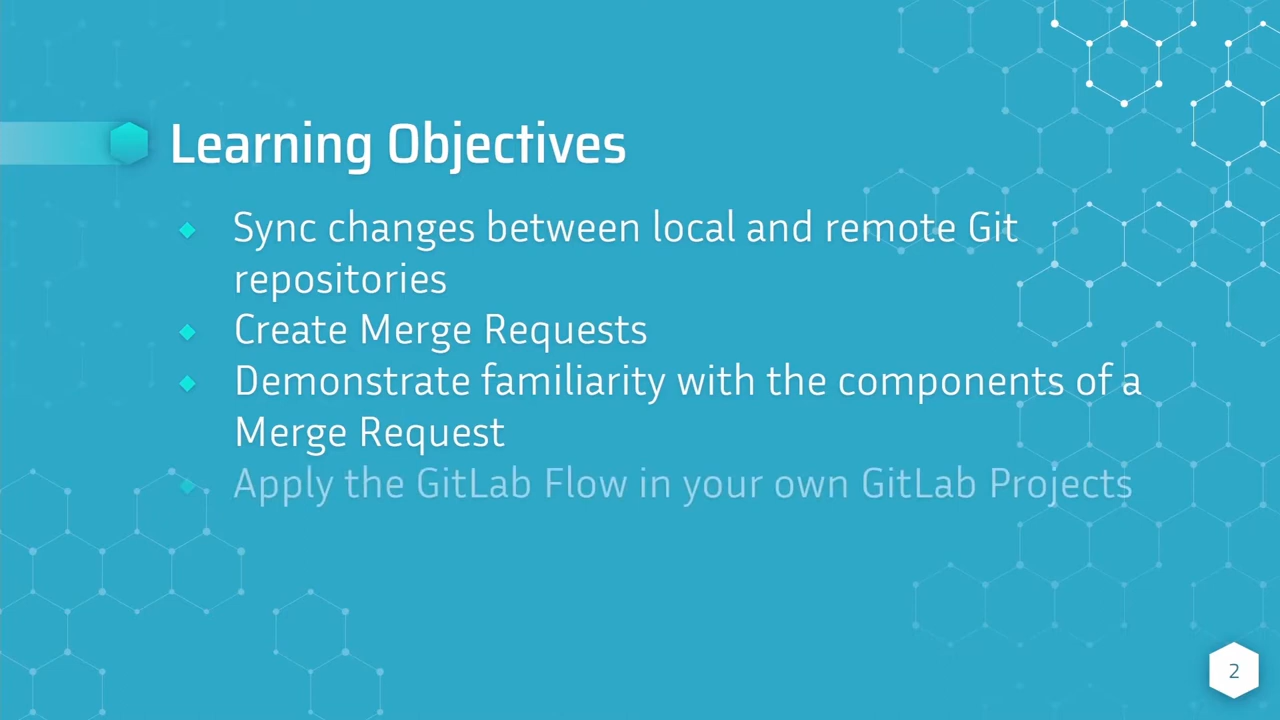 Learning Objectives
Sync changes between local and remote Git
repositories
Create Merge Requests
Demonstrate familiarity with the components of a
Merge Request
Apply the GitLab Flow in your own GitLab Projects
2